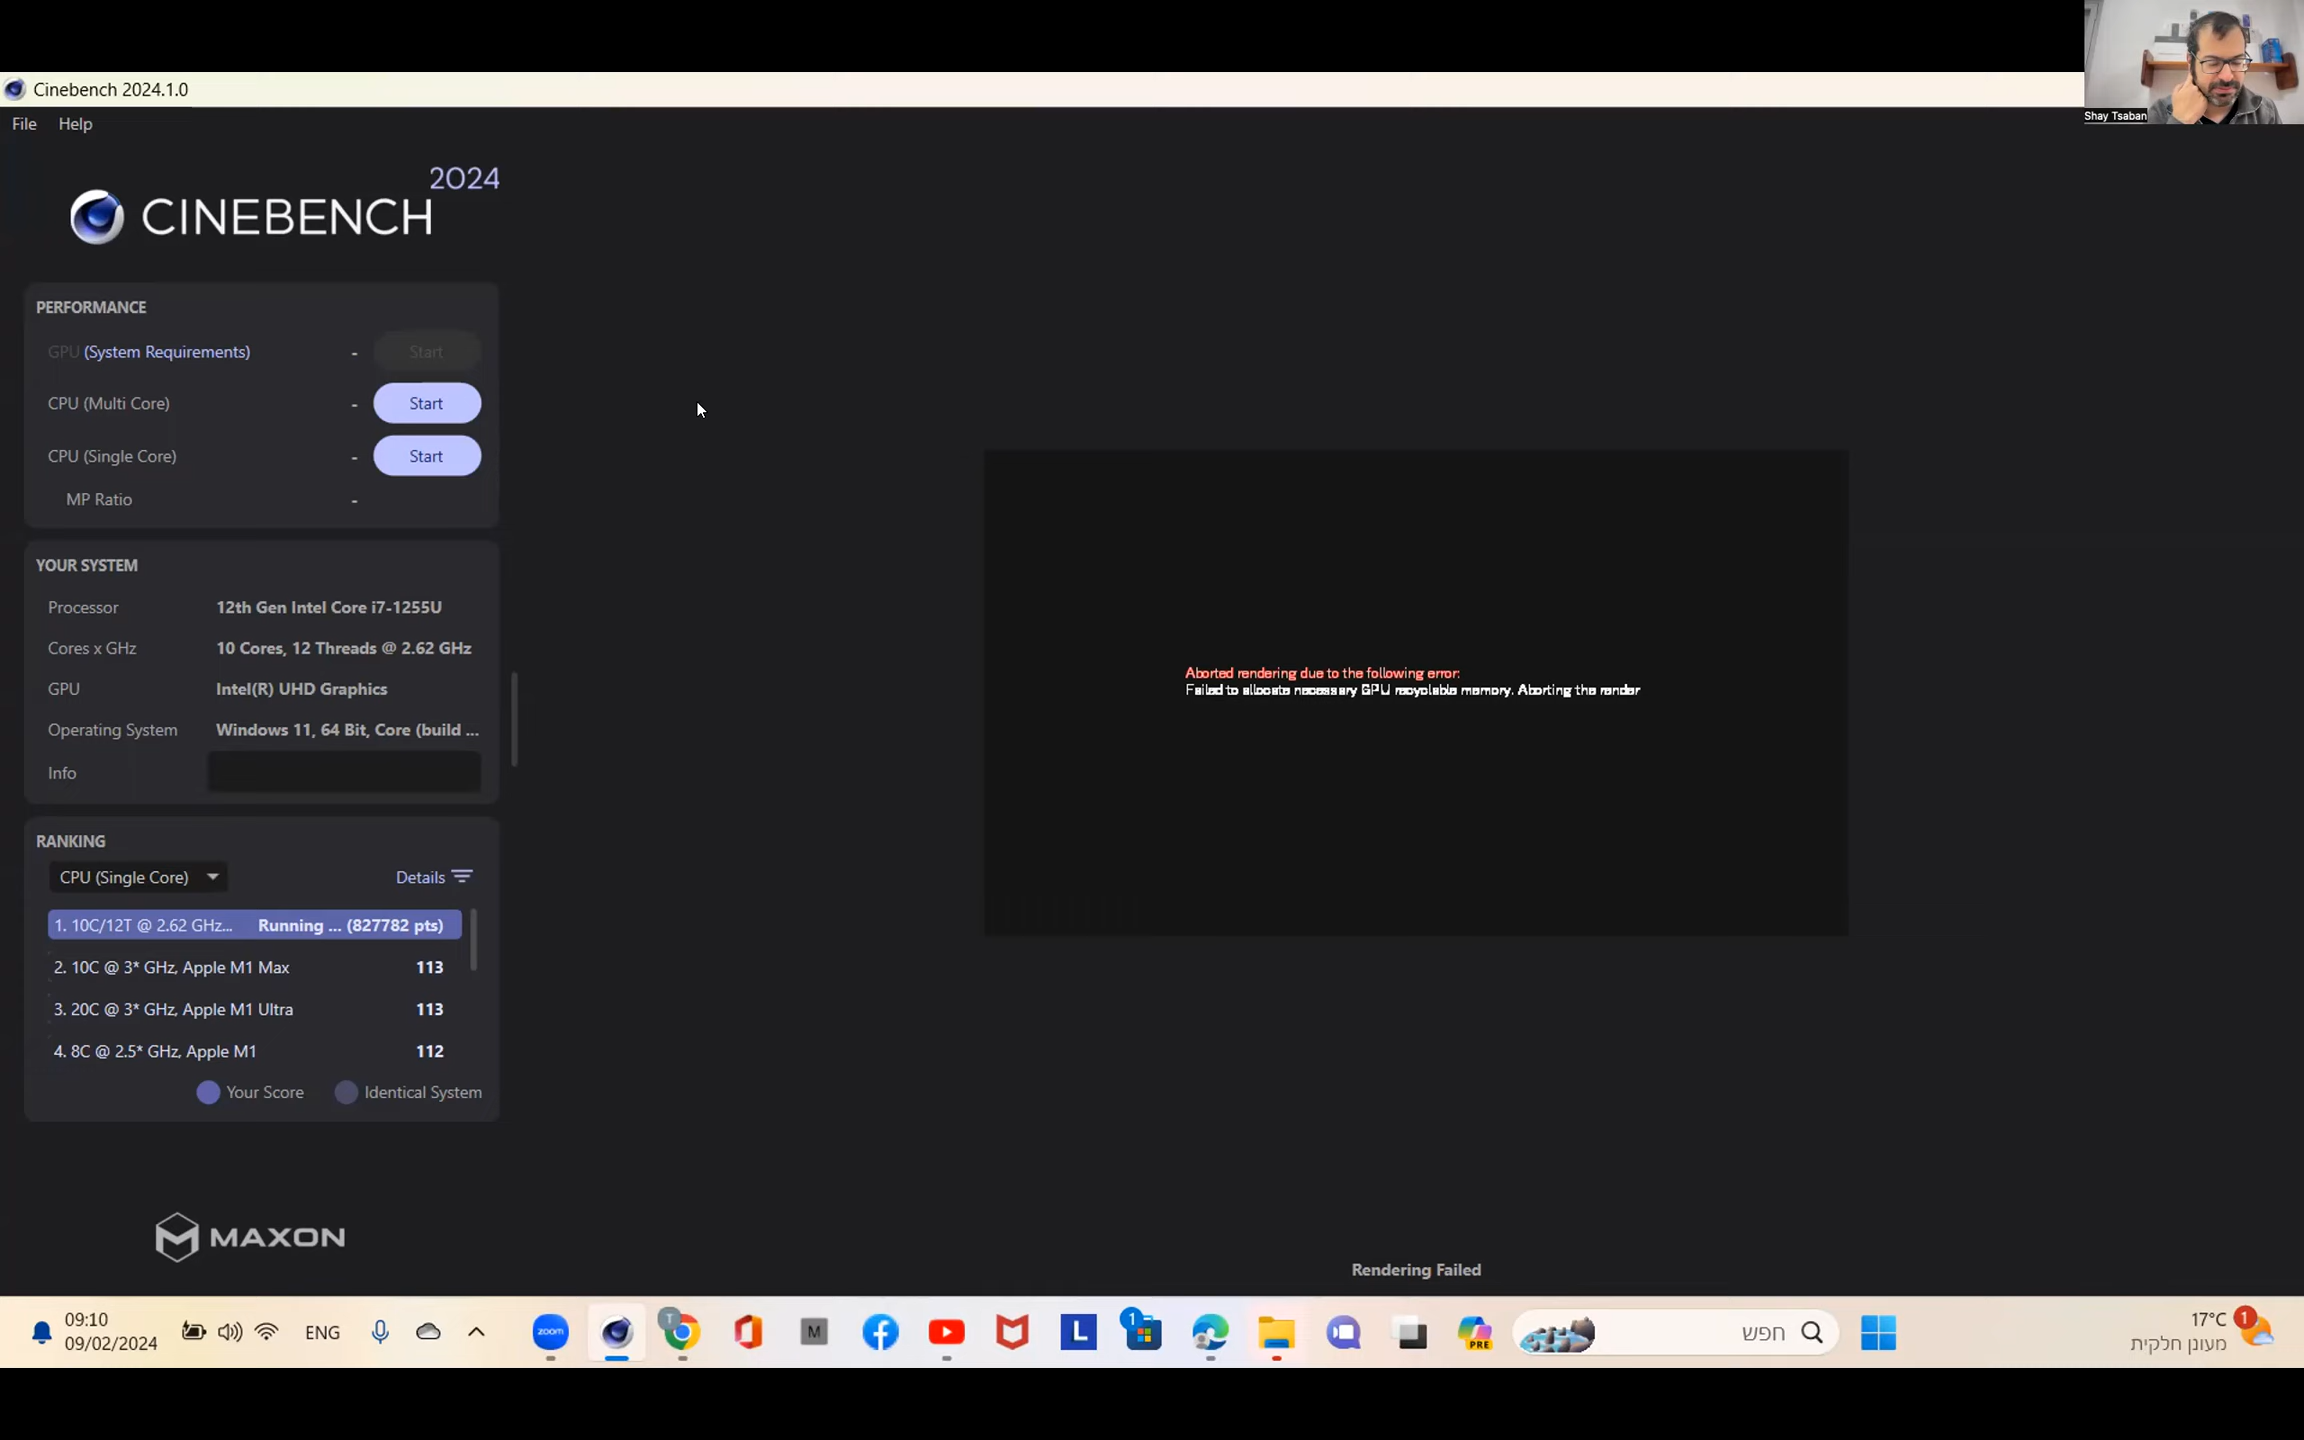 Cinebench 2024.1.0
Shay Tsaban
File Help
2024
CINEBENCH
PERFORMANCE
GPU (System Requirements) - Start
CPU (Multi Core) - Start
CPU (Single Core) - Start
MP Ratio -
YOUR SYSTEM
Processor 12th Gen Intel Core i7-1255U
Cores x GHz 10 Cores, 12 Threads @ 2.62 GHz
GPU Intel(R) UHD Graphics
Operating System Windows 11, 64 Bit, Core (build ...
Info
Aborted rendering due to the following error:
Failed to allocate necessary GPU recyclable memory. Aborting the render
RANKING
CPU (Single Core) Details
1. 10C/12T @ 2.62 GHz... Running ... (827782 pts)
2. 10C @ 3* GHz, Apple M1 Max 113
3. 20C @ 3* GHz, Apple M1 Ultra 113
4. 8C @ 2.5* GHz, Apple M1 112
Your Score Identical System
MAXON
Rendering Failed
09:10
09/02/2024
ENG
zoom
T
M
L
1
PRE
חפש
17°C
1
מעונן חלקית